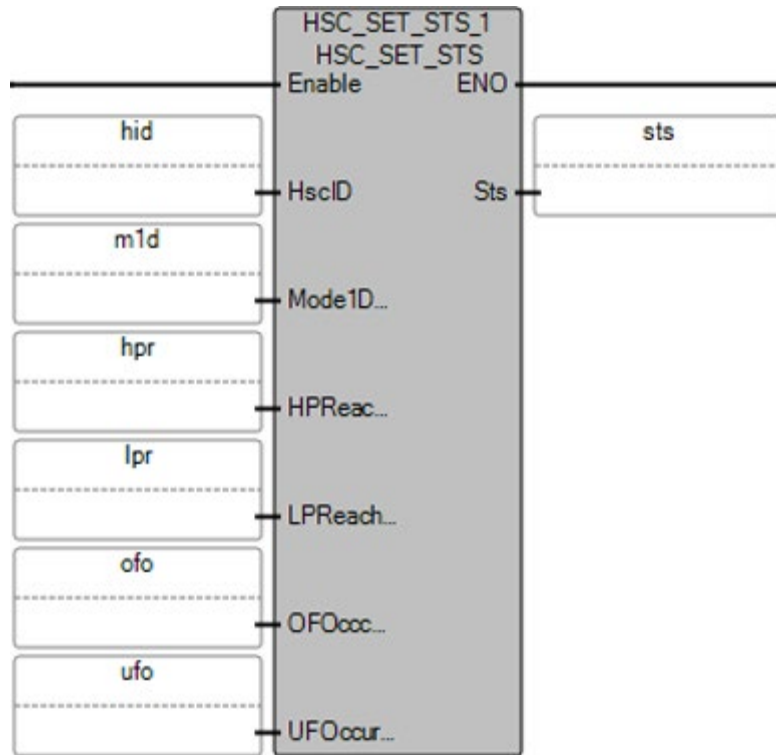 HSC_SET_STS_1
HSC_SET_STS
Enable ENO
hid sts
HscID Sts
m1d
Mode1D...
hpr
HPReac...
lpr
LPReach...
ofo
OFOccc...
ufo
UFOccur...